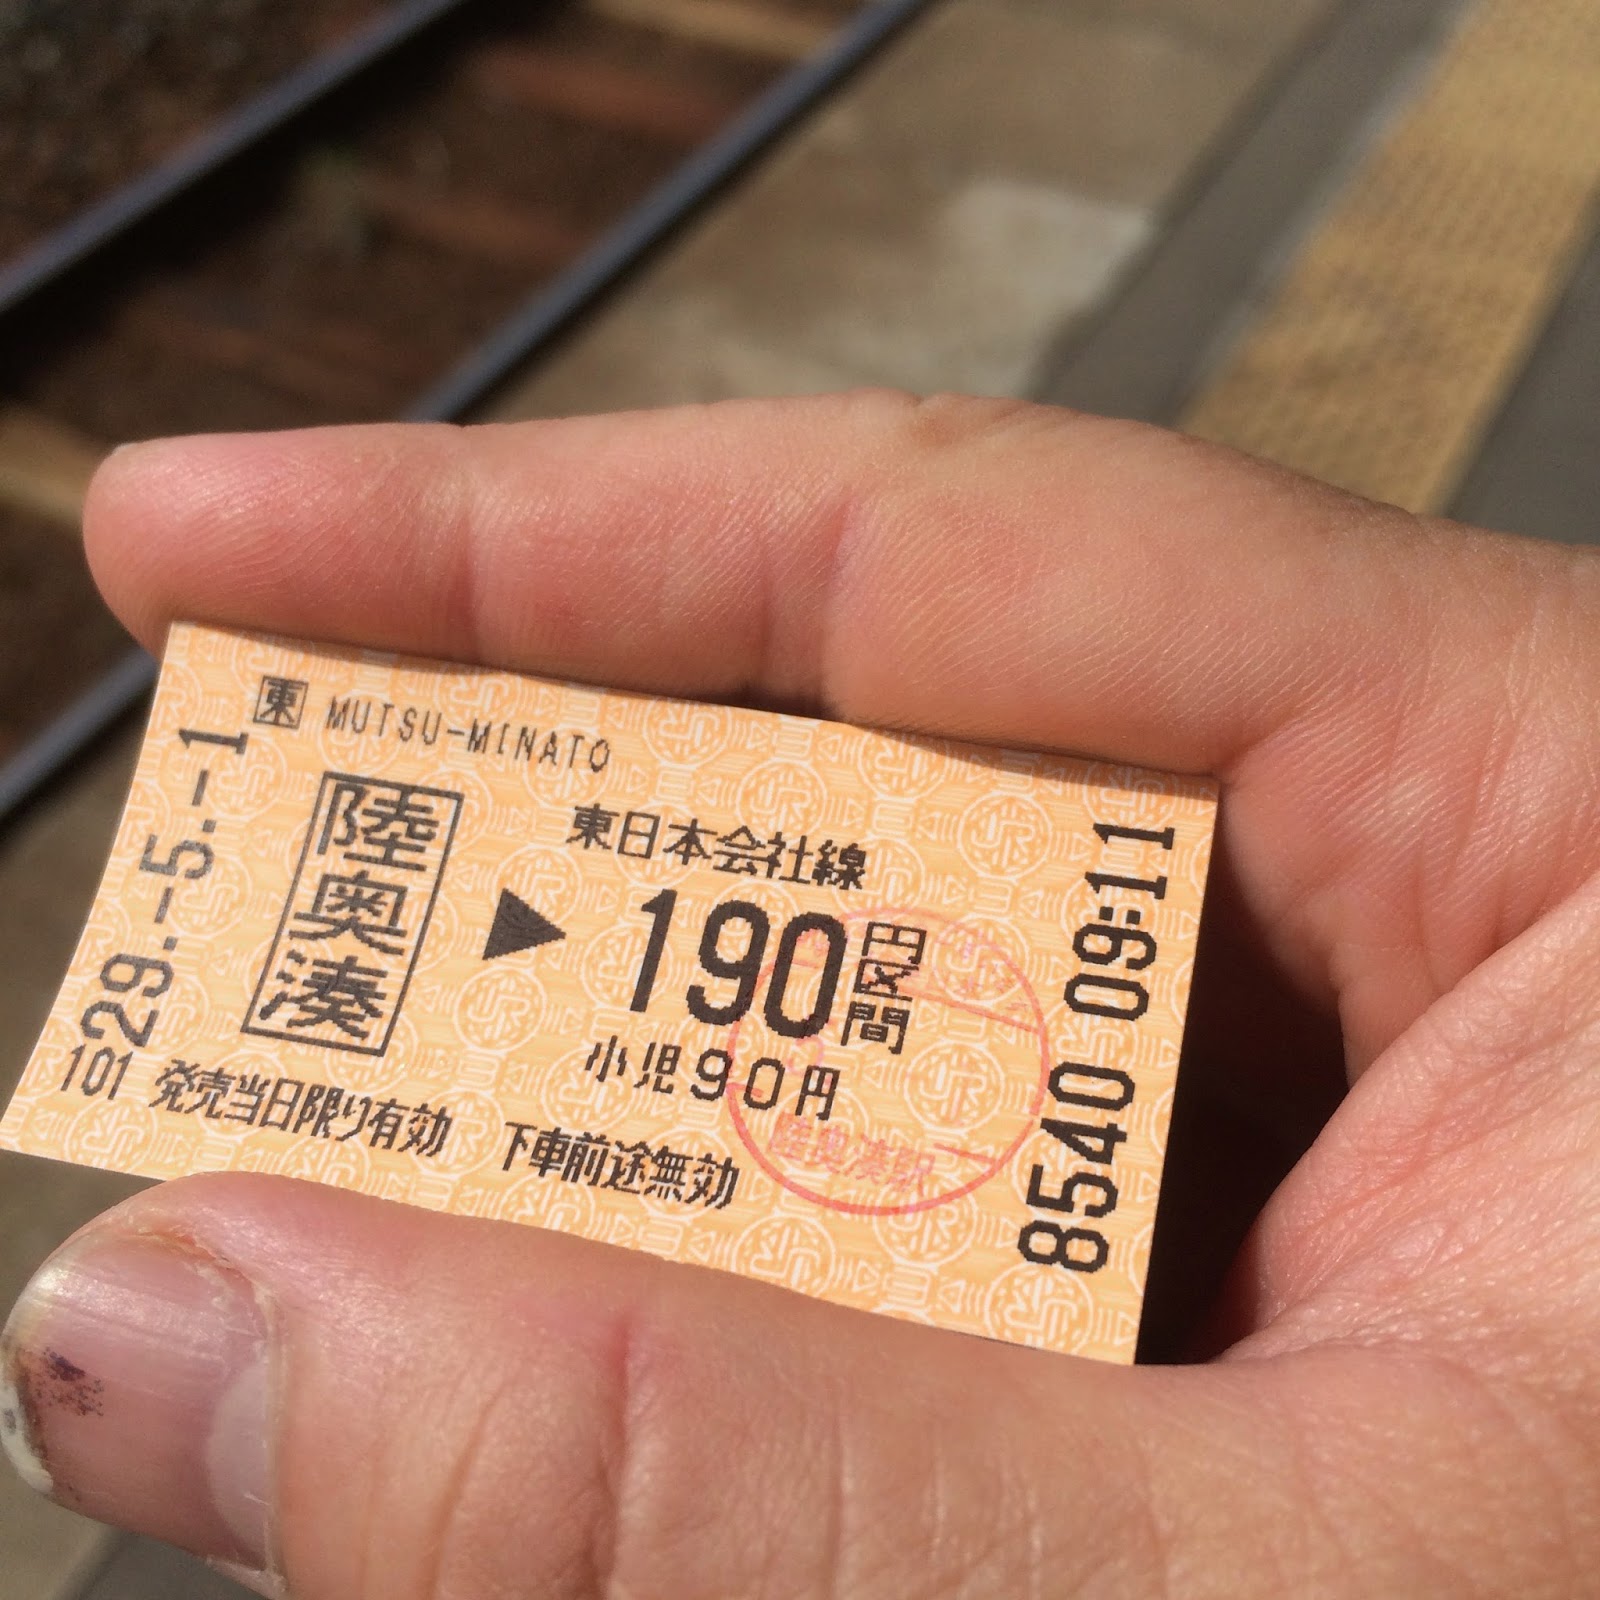 東 MUTSU-MINATO
29.-5.-1
陸奥湊
▶
東日本会社線
190円区間
小児90円
101 発売当日限り有効 下車前途無効
8540 09:11
陸奥湊駅